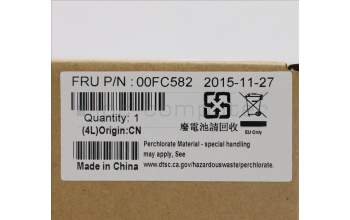 FRU P/N : 00FC582 2015-11-27
Quantity: 1
(4L)Origin:CN
Made in China
廢電池請回收
EU Only
Perchlorate Material - special handling
may apply, See
www.dtsc.ca.gov/hazardouswaste/perchlorate.